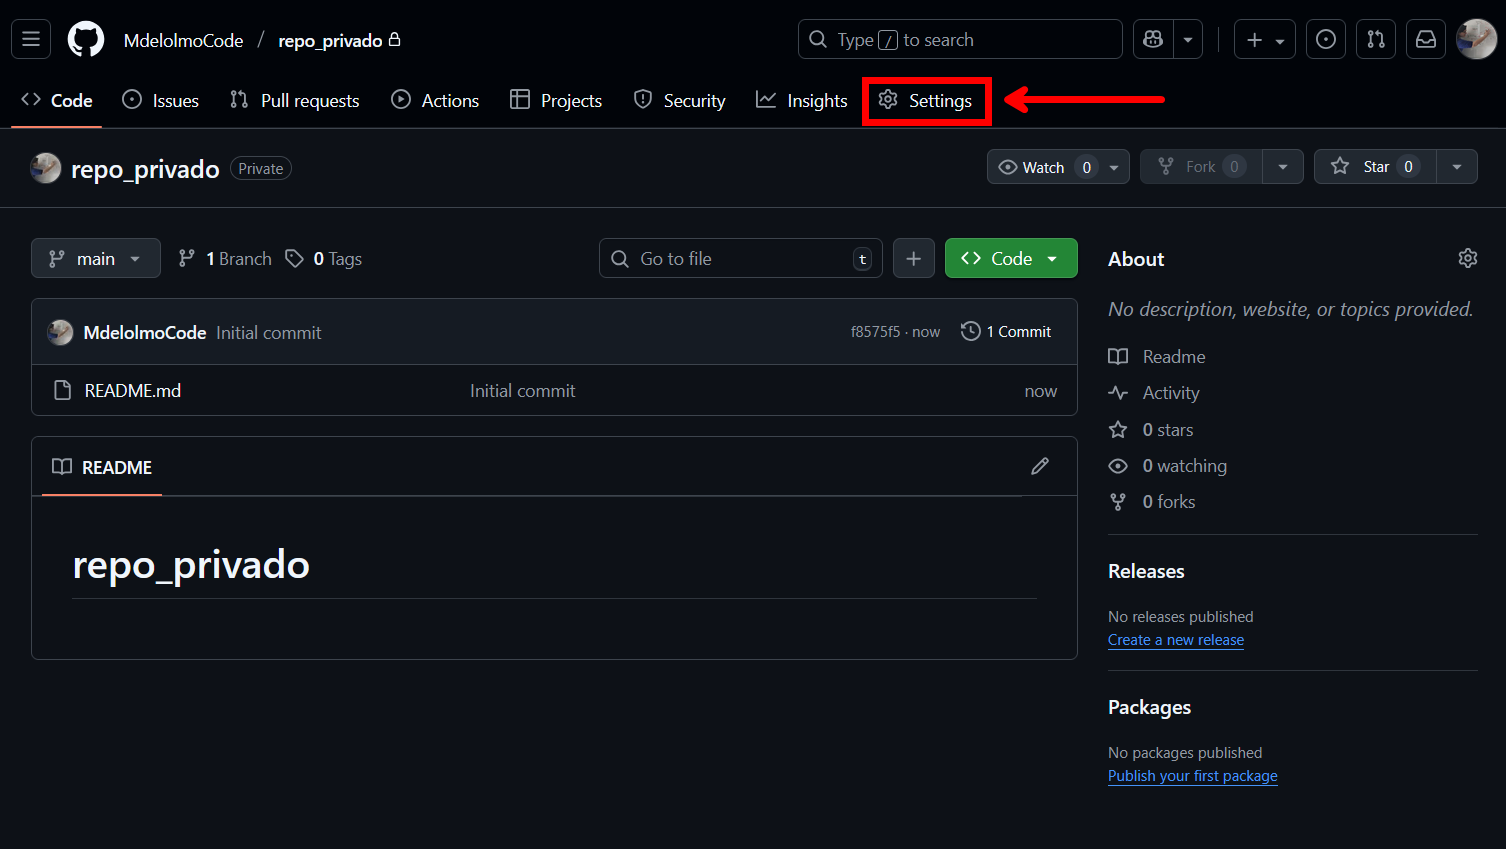 MdelolmoCode / repo_privado
Type / to search
Code Issues Pull requests Actions Projects Security Insights Settings
repo_privado Private
Watch 0 Fork 0 Star 0
main 1 Branch 0 Tags Go to file t + Code
MdelolmoCode Initial commit f8575f5 · now 1 Commit
README.md Initial commit now
README
repo_privado
About
No description, website, or topics provided.
Readme
Activity
0 stars
0 watching
0 forks
Releases
No releases published
Create a new release
Packages
No packages published
Publish your first package